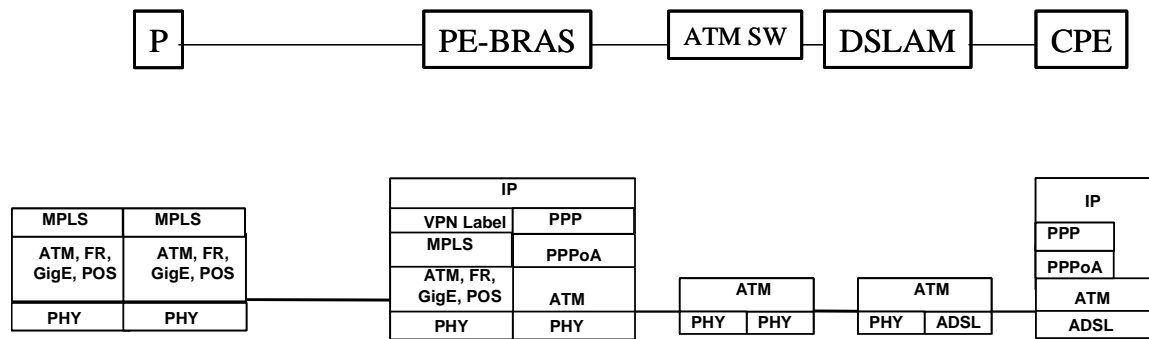 P PE-BRAS ATM SW DSLAM CPE
IP
IP
MPLS MPLS VPN Label PPP
PPP
ATM, FR, ATM, FR, MPLS PPPoA
GigE, POS GigE, POS PPPoA
ATM, FR,
GigE, POS ATM ATM ATM ATM
PHY PHY PHY PHY PHY PHY PHY ADSL ADSL